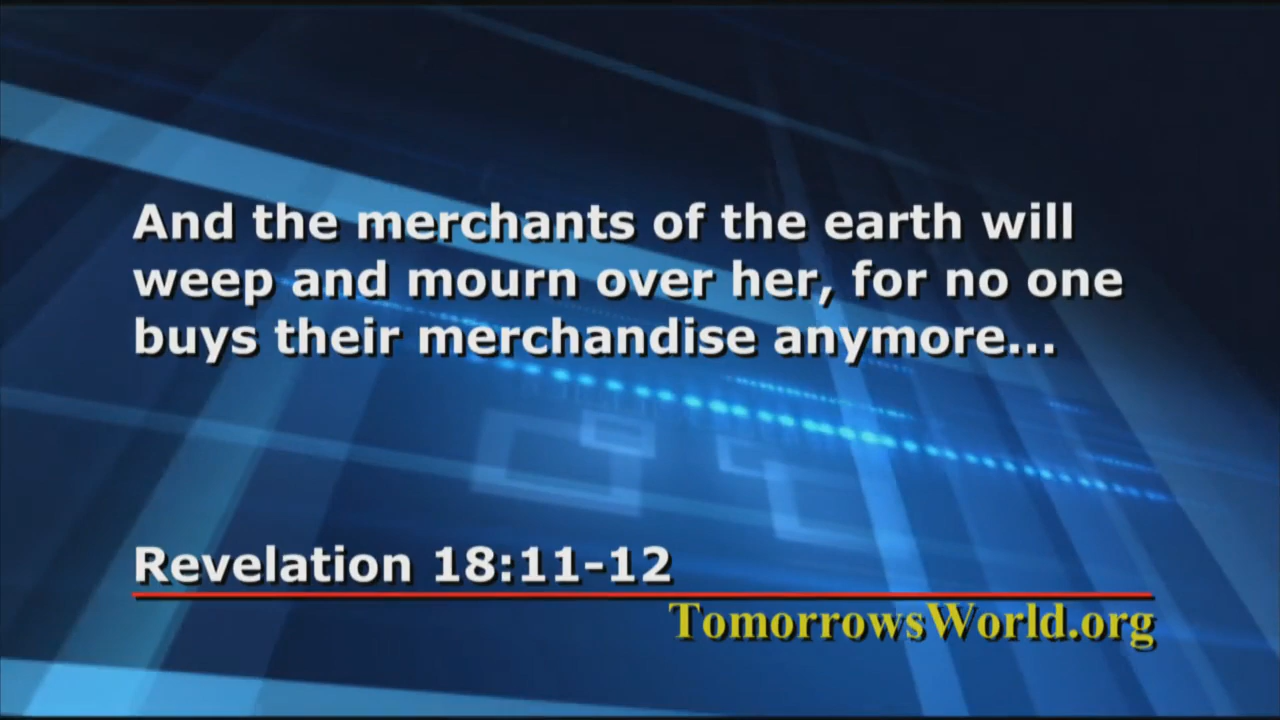 And the merchants of the earth will
weep and mourn over her, for no one
buys their merchandise anymore...
Revelation 18:11-12
TomorrowsWorld.org